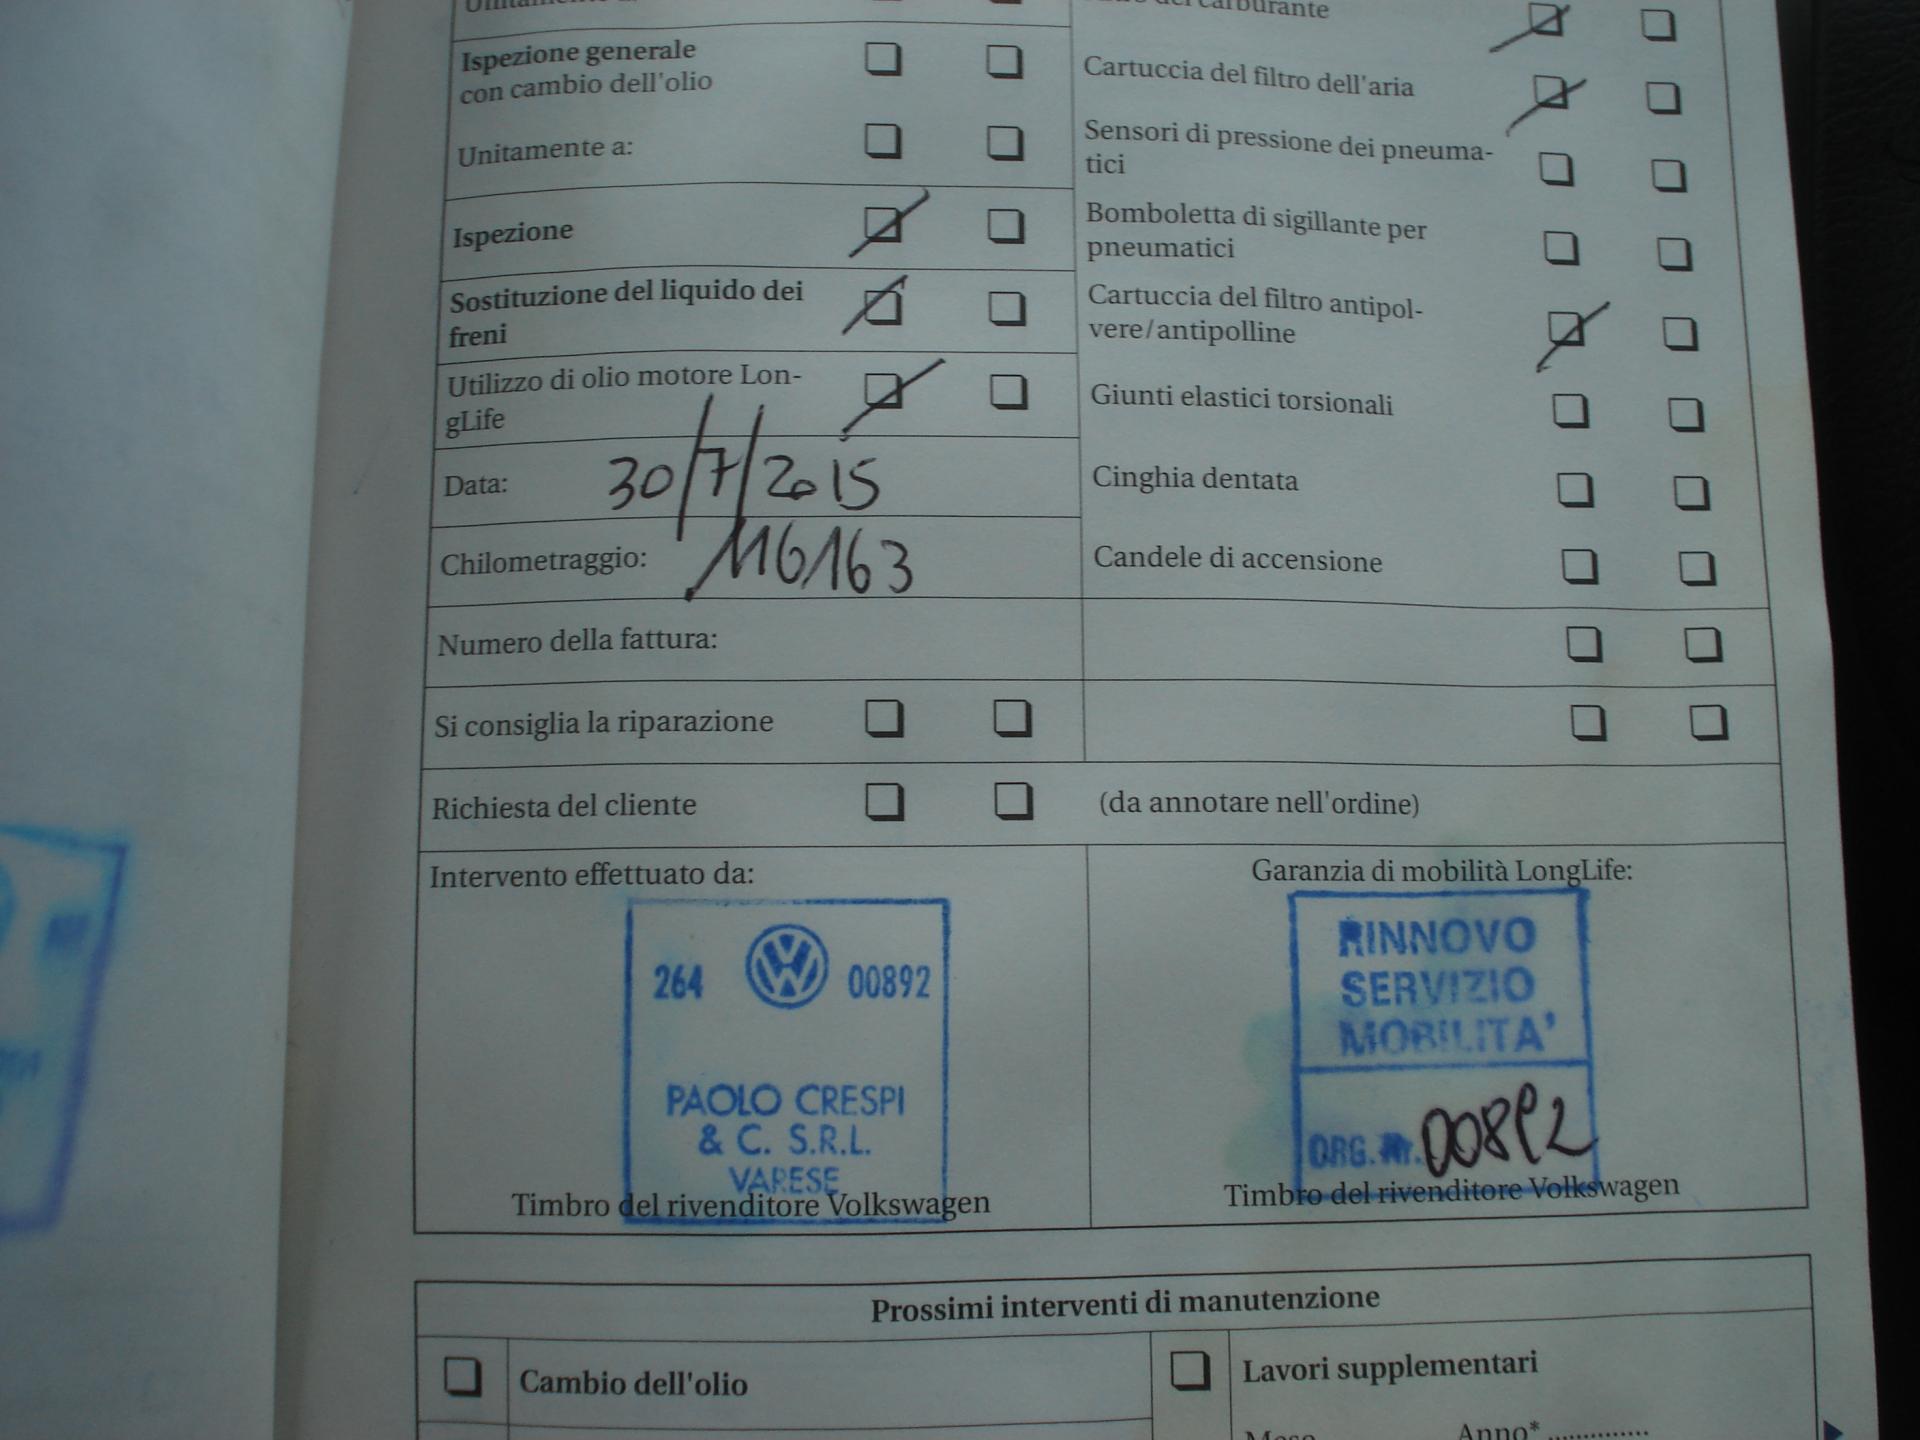 carburante
Ispezione generale
con cambio dell'olio
Unitamente a:
Ispezione
Sostituzione del liquido dei
freni
Utilizzo di olio motore Lon-
gLife
Data: 30/7/2015
Chilometraggio: 116163
Numero della fattura:
Si consiglia la riparazione
Richiesta del cliente
Cartuccia del filtro dell'aria
Sensori di pressione dei pneuma-
tici
Bomboletta di sigillante per
pneumatici
Cartuccia del filtro antipol-
vere/antipolline
Giunti elastici torsionali
Cinghia dentata
Candele di accensione
(da annotare nell'ordine)
Intervento effettuato da:
264 VW 00892
PAOLO CRESPI
& C. S.R.L.
VARESE
Timbro del rivenditore Volkswagen
Garanzia di mobilità LongLife:
RINNOVO
SERVIZIO
MOBILITA'
ORG. Nr. 00892
Timbro del rivenditore Volkswagen
Prossimi interventi di manutenzione
Cambio dell'olio
Lavori supplementari
Anno*